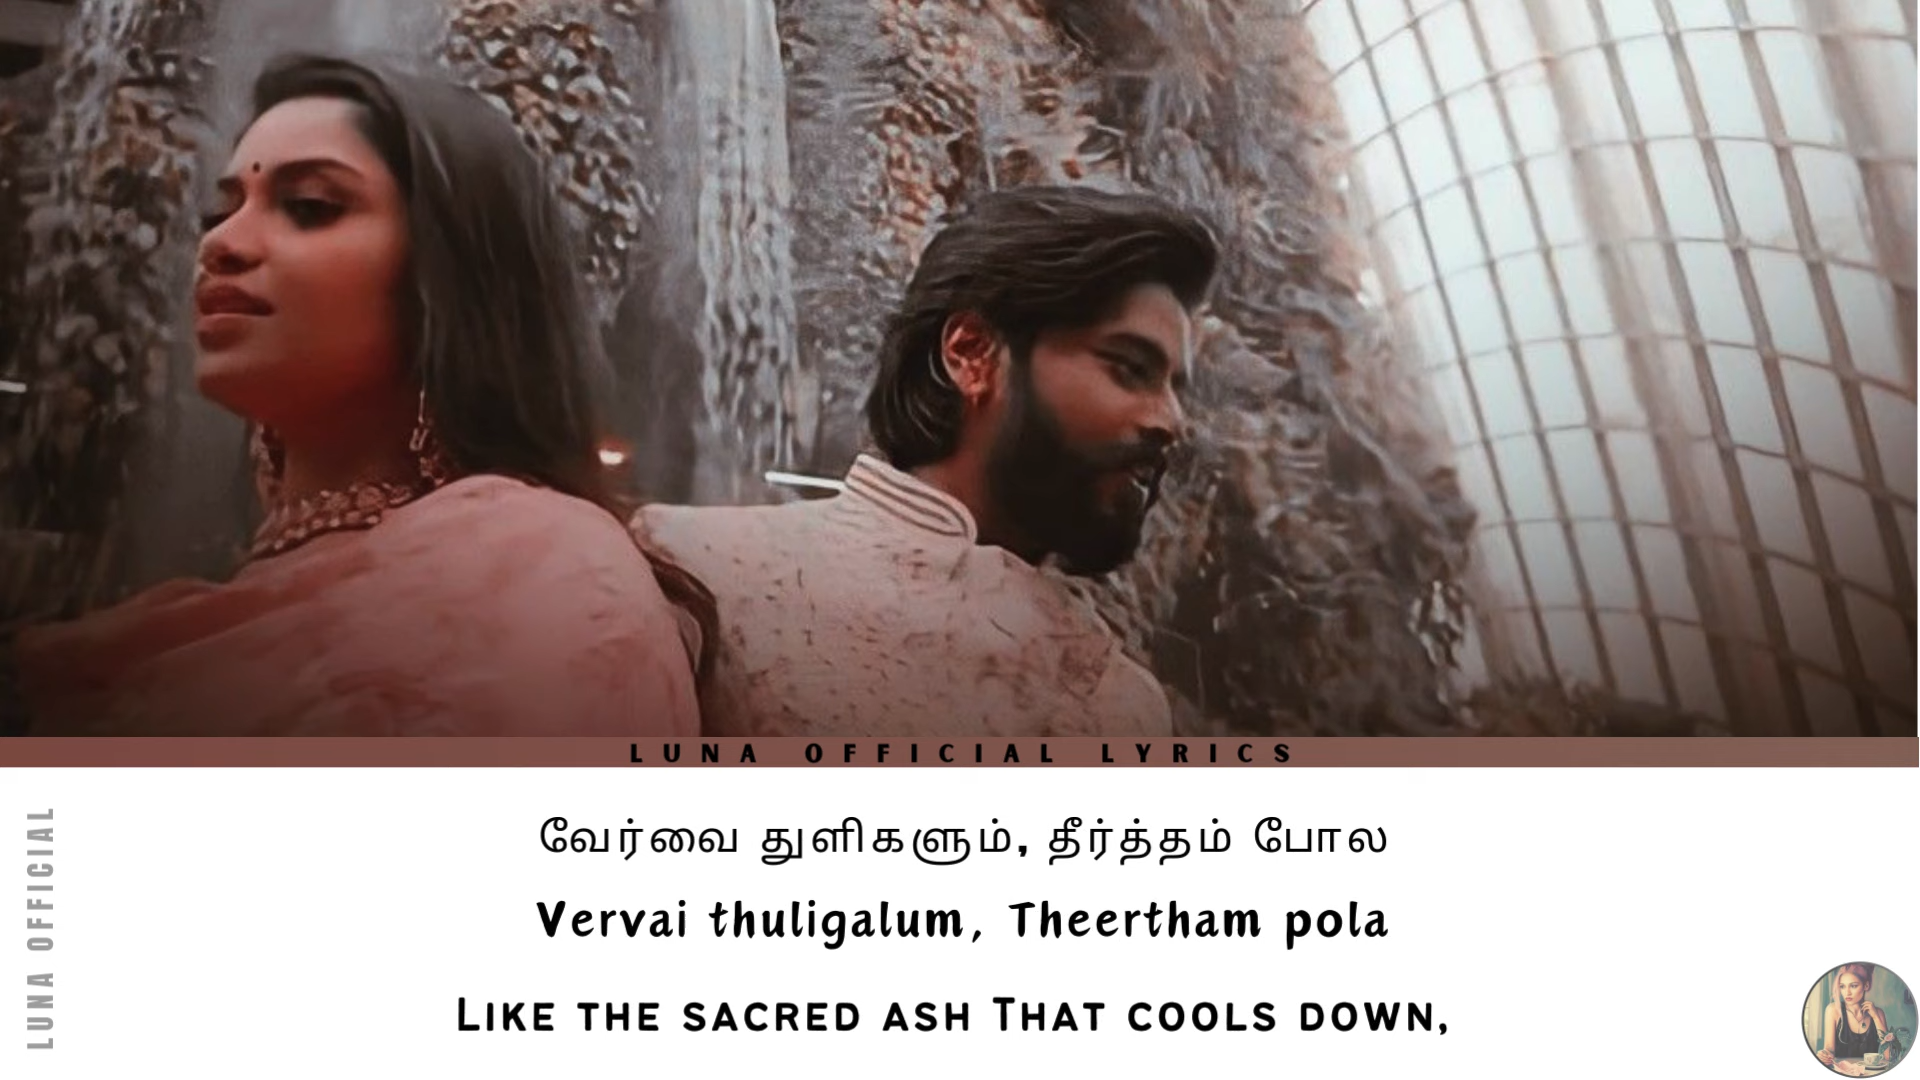 LUNA OFFICIAL LYRICS
LUNA OFFICIAL
வேர்வை துளிகளும், தீர்த்தம் போல
Vervai thuligalum, Theertham pola
LIKE THE SACRED ASH THAT COOLS DOWN,